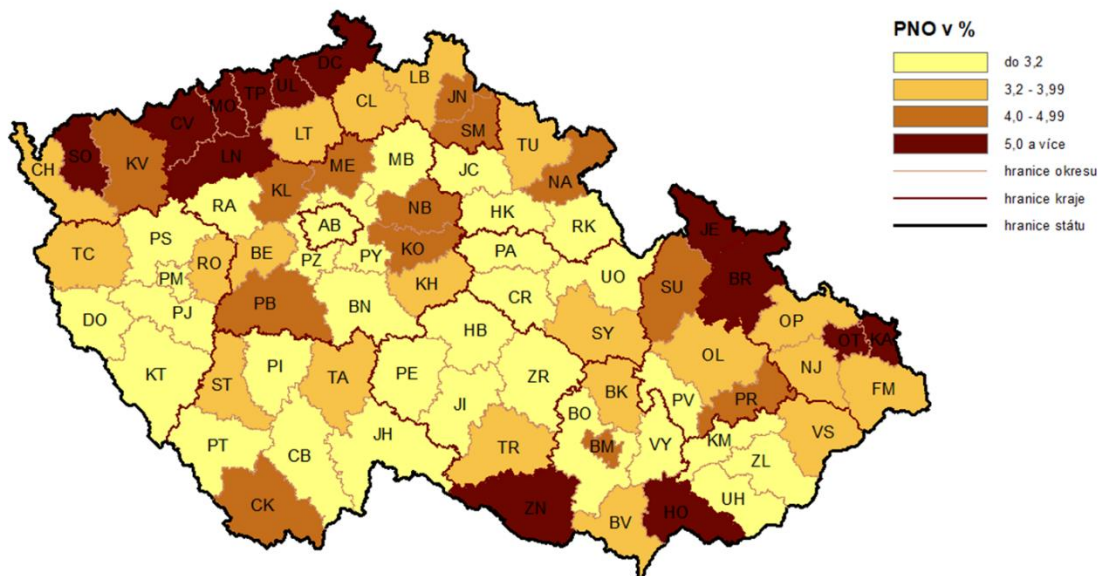 PNO v %
do 3,2
3,2 - 3,99
4,0 - 4,99
5,0 a více
hranice okresu
hranice kraje
hranice státu
DC
LB
UL
TP
MO
JN
CL
CV
SM
LT
TU
SO
KV
LN
ME
MB
CH
JC
NA
KL
RA
NB
HK
RK
AB
JE
PS
TC
BE
KO
PA
RO
PZ
PY
UO
PM
KH
SU
BR
PB
BN
CR
PJ
OP
DO
HB
SY
OT
KA
OL
NJ
KT
ST
PI
TA
PE
ZR
FM
BK
PR
PV
JI
BO
JH
VS
PT
CB
TR
BM
VY
KM
ZL
UH
CK
ZN
HO
BV